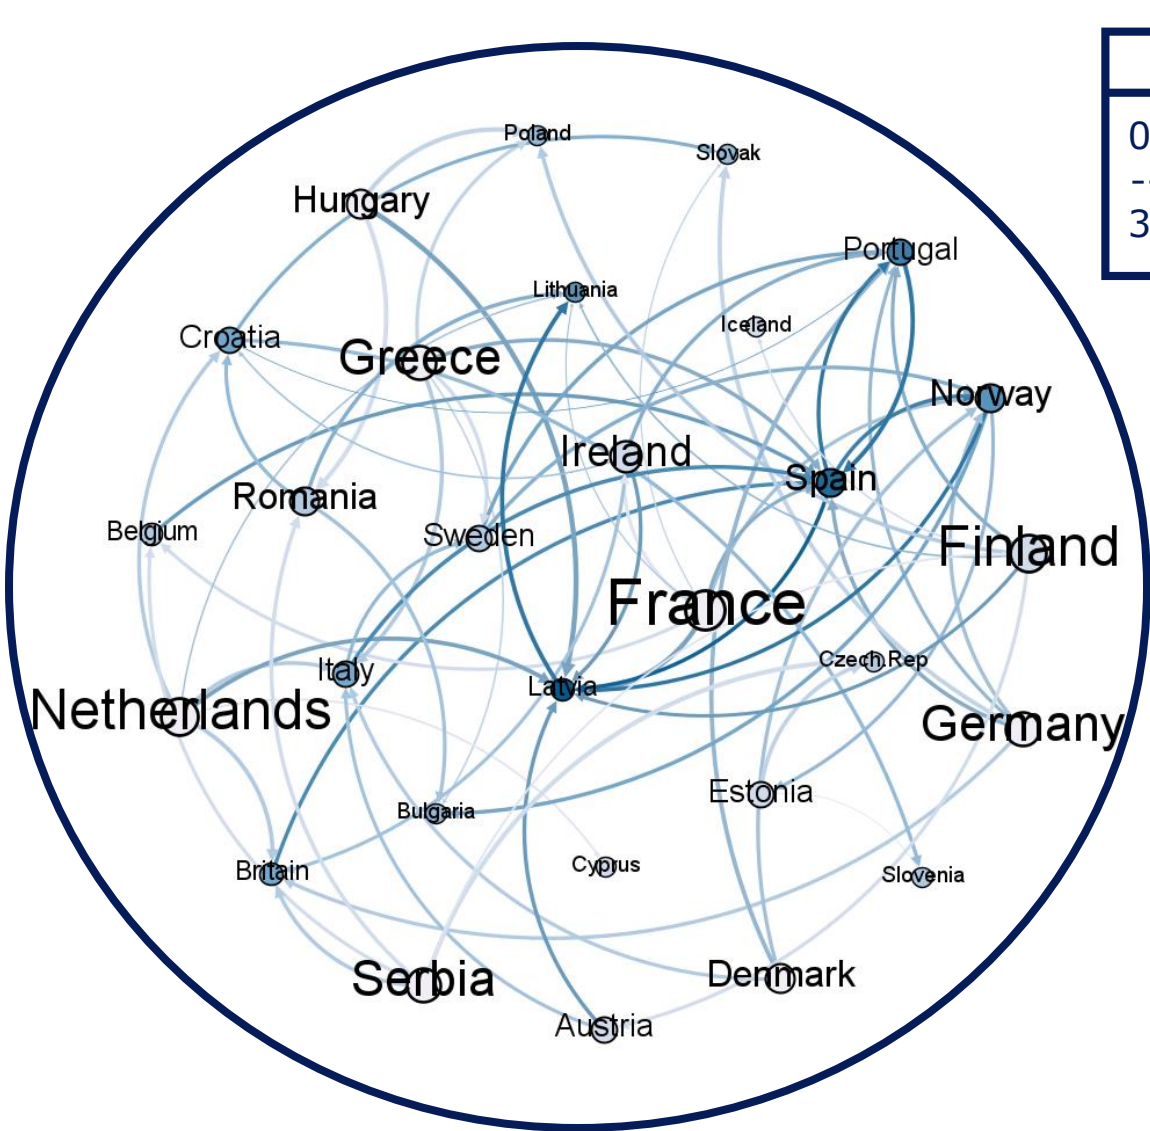 Poland
Slovak
Hungary
Portugal
Lithuania
Iceland
Croatia
Greece
Norway
Ireland
Spain
Romania
Belgium
Sweden
Finland
France
Czech.Rep
Italy
Latvia
Netherlands
Germany
Estonia
Bulgaria
Britain
Cyprus
Slovenia
Serbia
Denmark
Austria
0
3